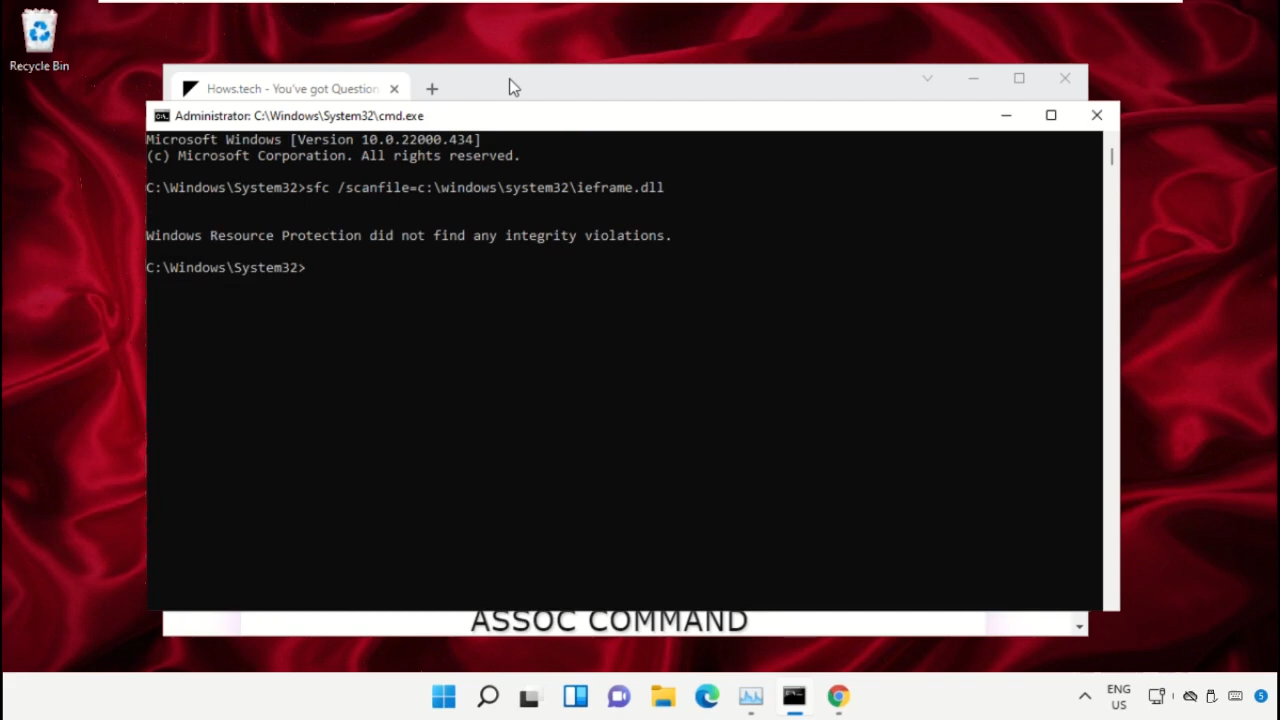 Recycle Bin
Hows.tech - You've got Question
Administrator: C:\Windows\System32\cmd.exe
Microsoft Windows [Version 10.0.22000.434]
(c) Microsoft Corporation. All rights reserved.
C:\Windows\System32>sfc /scanfile=c:\windows\system32\ieframe.dll
Windows Resource Protection did not find any integrity violations.
C:\Windows\System32>
ASSOC COMMAND
ENG
US
5